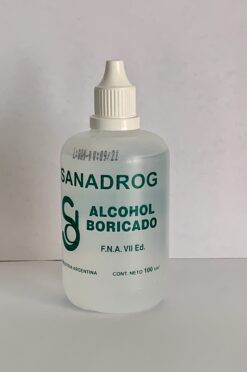 SANADROG
ALCOHOL
BORICADO
F.N.A. VII Ed.
ARGENTINA
CONT. NETO 100